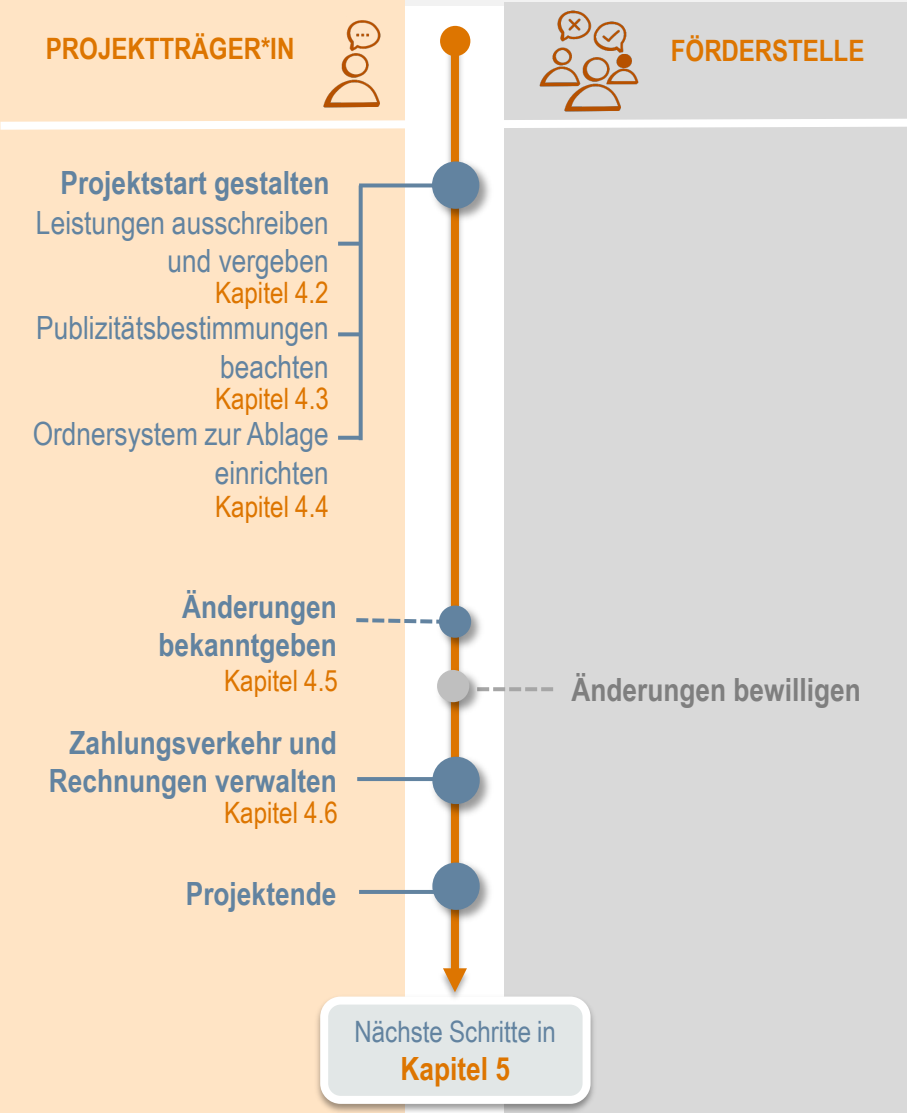 PROJEKTTRÄGER*IN
FÖRDERSTELLE
Projektstart gestalten
Leistungen ausschreiben
und vergeben
Kapitel 4.2
Publizitätsbestimmungen
beachten
Kapitel 4.3
Ordnersystem zur Ablage
einrichten
Kapitel 4.4
Änderungen
bekanntgeben
Kapitel 4.5
Änderungen bewilligen
Zahlungsverkehr und
Rechnungen verwalten
Kapitel 4.6
Projektende
Nächste Schritte in
Kapitel 5